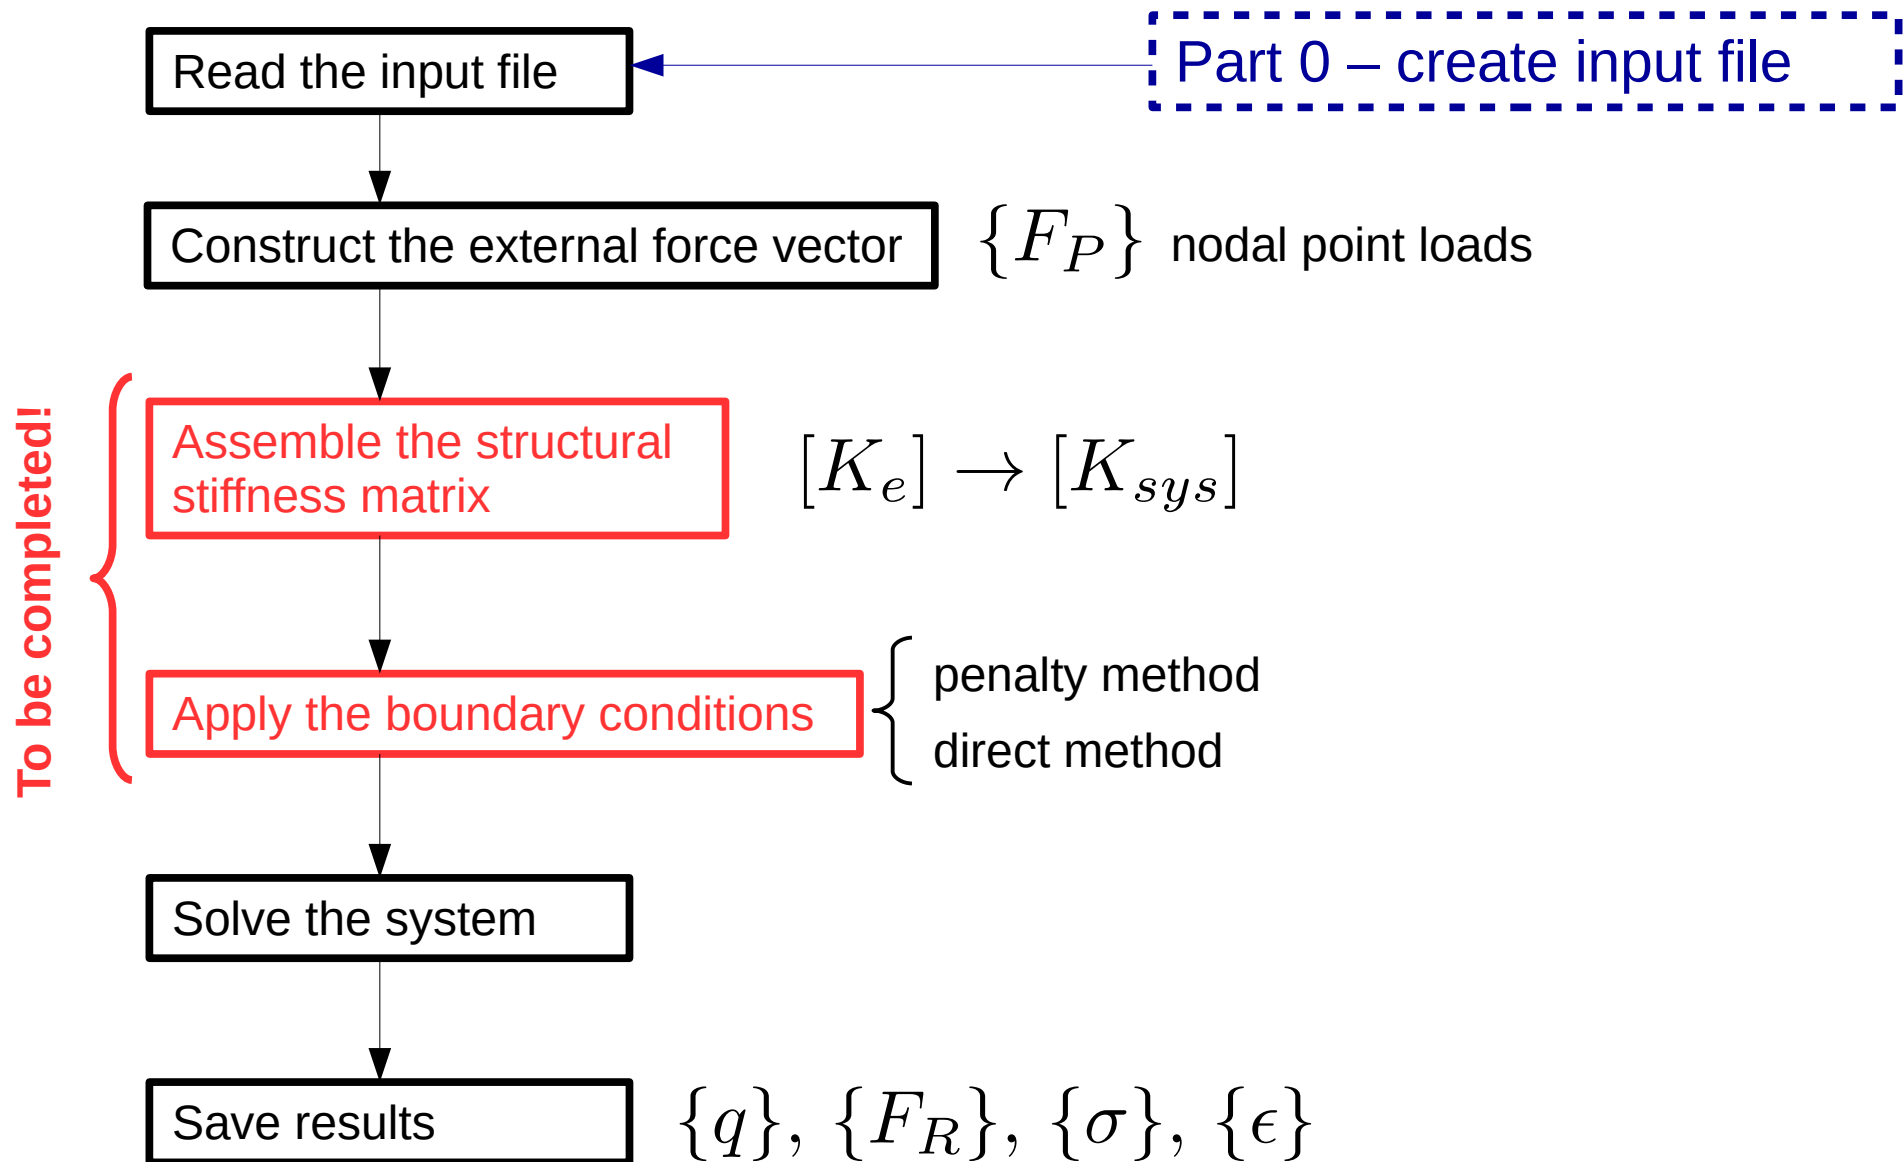 Read the input file
Part 0 – create input file
Construct the external force vector
{F_P} nodal point loads
To be completed!
Assemble the structural
stiffness matrix
[K_e] → [K_{sys}]
Apply the boundary conditions
penalty method
direct method
Solve the system
Save results
{q}, {F_R}, {σ}, {ϵ}